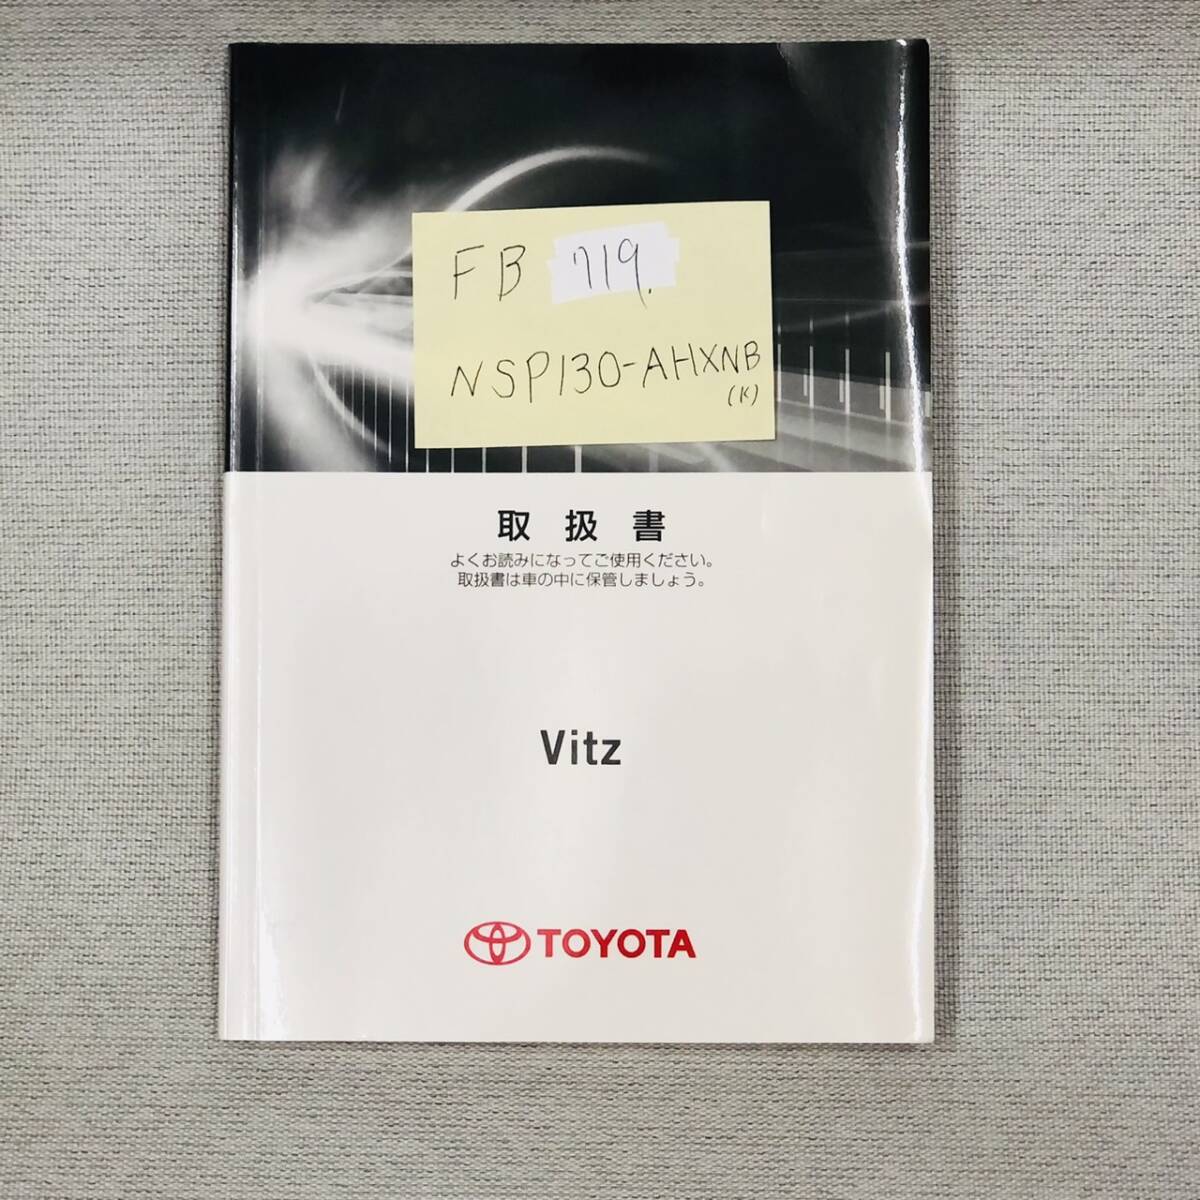 FB 719.
NSP130-AHXNB
(K)
取扱書
よくお読みになってご使用ください。
取扱書は車の中に保管しましょう。
Vitz
TOYOTA